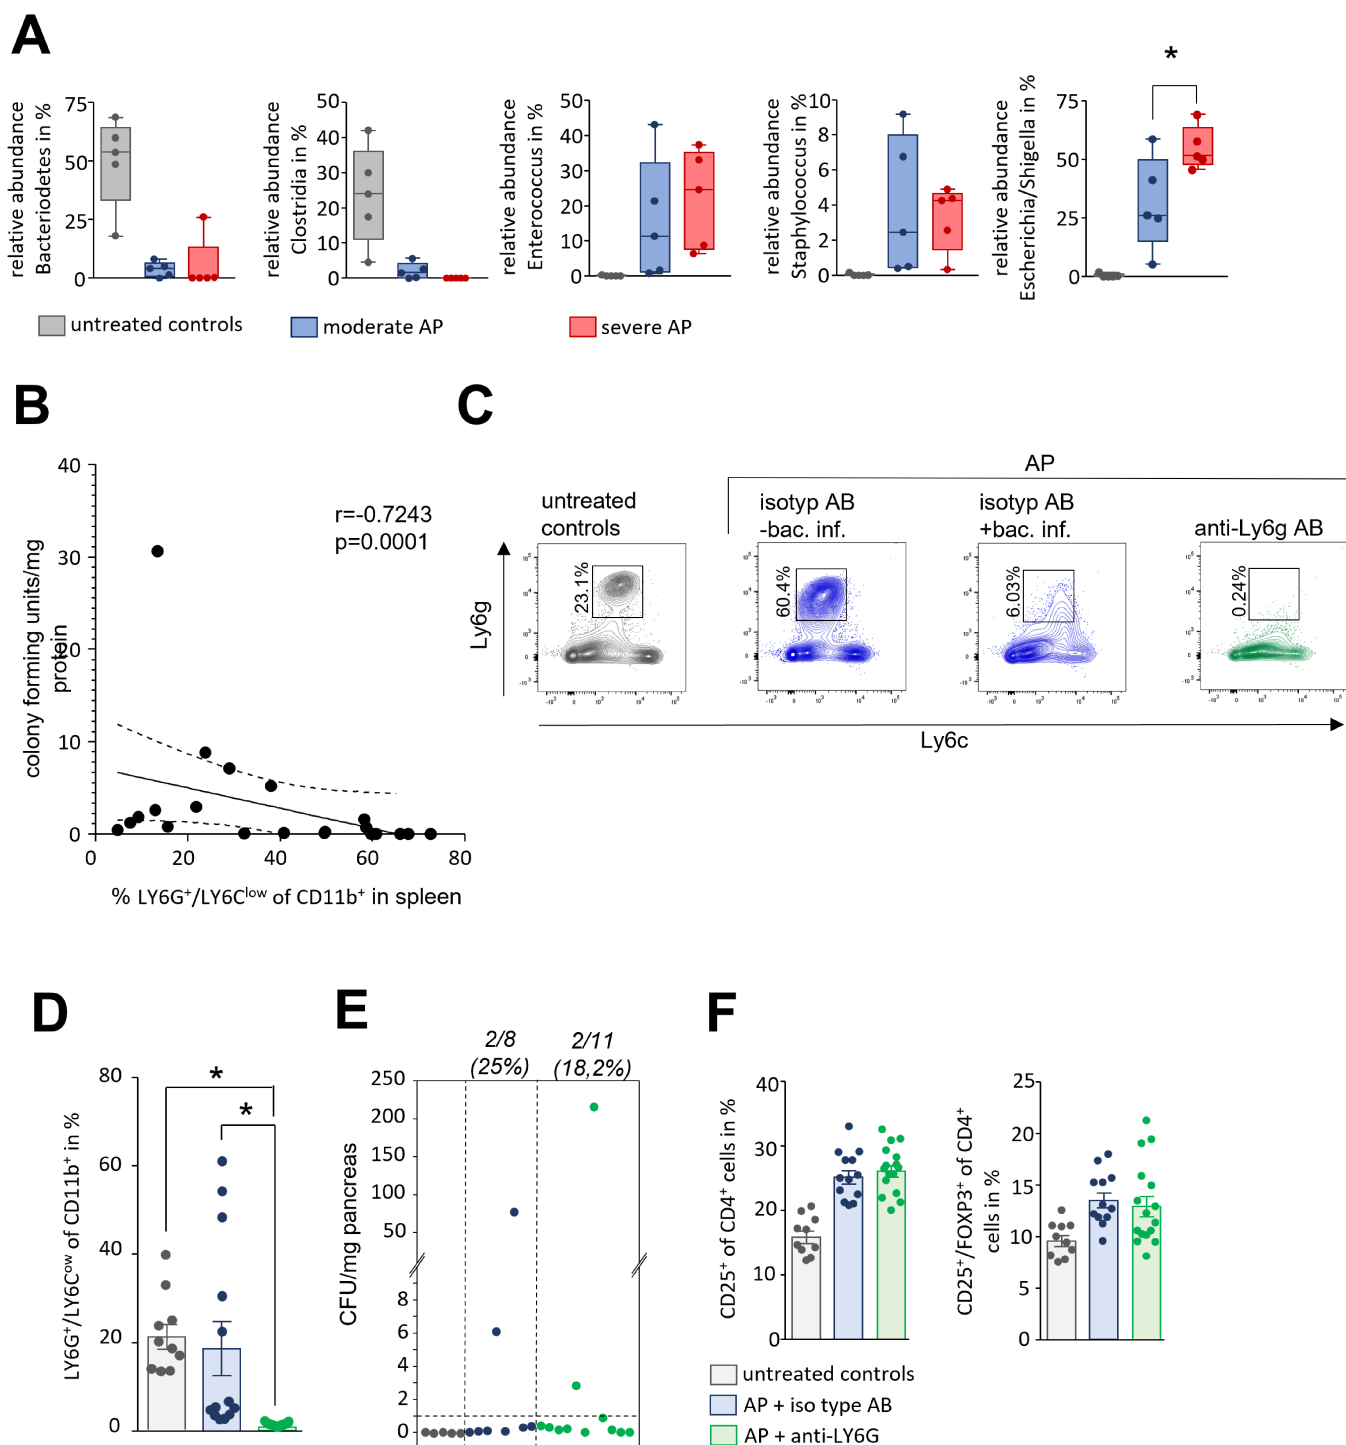 A
*
relative abundance
Bacteriodetes in %
75
50
25
0
relative abundance
Clostridia in %
50
40
30
20
10
0
relative abundance
Enterococcus in %
50
40
30
20
10
0
relative abundance
Staphylococcus in %
10
8
6
4
2
0
relative abundance
Escherichia/Shigella in %
75
50
25
0
untreated controls
moderate AP
severe AP
B
colony forming units/mg
protein
40
30
20
10
0
r=-0.7243
p=0.0001
0 20 40 60 80
% LY6G+/LY6Clow of CD11b+ in spleen
C
AP
untreated
controls
isotyp AB
-bac. inf.
isotyp AB
+bac. inf.
anti-Ly6g AB
Ly6g
23.1%
60.4%
6.03%
0.24%
Ly6c
D
LY6G+/LY6Clow of CD11b+ in %
80
60
40
20
0
*
*
E
2/8
(25%)
2/11
(18,2%)
CFU/mg pancreas
250
200
150
100
50
8
6
4
2
0
F
CD25+ of CD4+ cells in %
40
30
20
10
0
CD25+/FOXP3+ of CD4+
cells in %
25
20
15
10
5
0
untreated controls
AP + iso type AB
AP + anti-LY6G